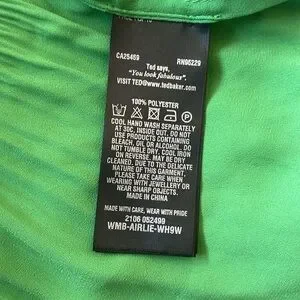 CA25469 RN96229
Ted says,
"You look fabulous".
VISIT TED@www.tedbaker.com
100% POLYESTER
COOL HAND WASH SEPARATELY
AT 30C, INSIDE OUT. DO NOT
USE PRODUCTS CONTAINING
BLEACH, OIL OR ALCOHOL. DO
NOT TUMBLE DRY. COOL IRON
ON REVERSE. MAY BE DRY
CLEANED. DUE TO THE DELICATE
NATURE OF THIS GARMENT,
PLEASE TAKE CARE WHEN
WEARING WITH JEWELLERY OR
NEAR SHARP OBJECTS.
MADE IN CHINA
MADE WITH CARE, WEAR WITH PRIDE
2106 052499
WMB-AIRLIE-WH9W